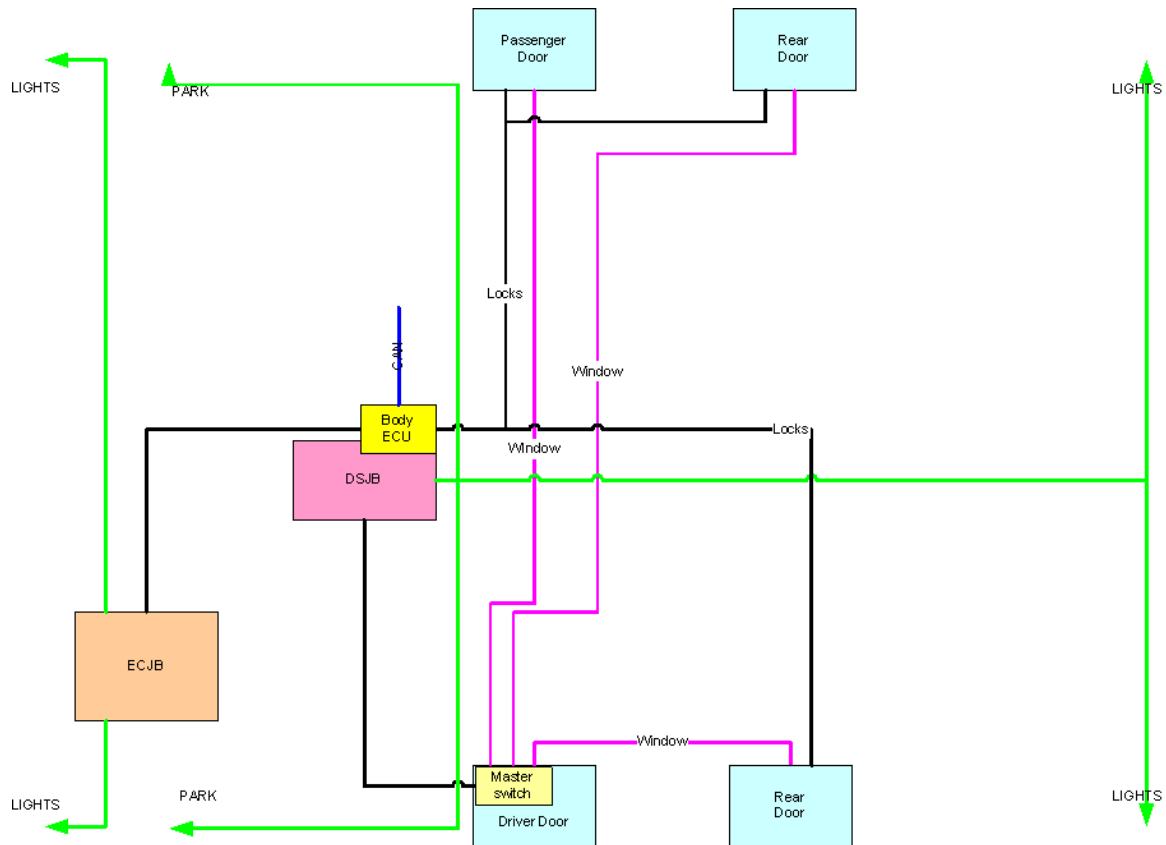 Passenger
Door
Rear
Door
LIGHTS
PARK
LIGHTS
Locks
CAN
Window
Body
ECU
Locks
Window
DSJB
ECJB
Window
Master
switch
Driver Door
Rear
Door
LIGHTS
PARK
LIGHTS